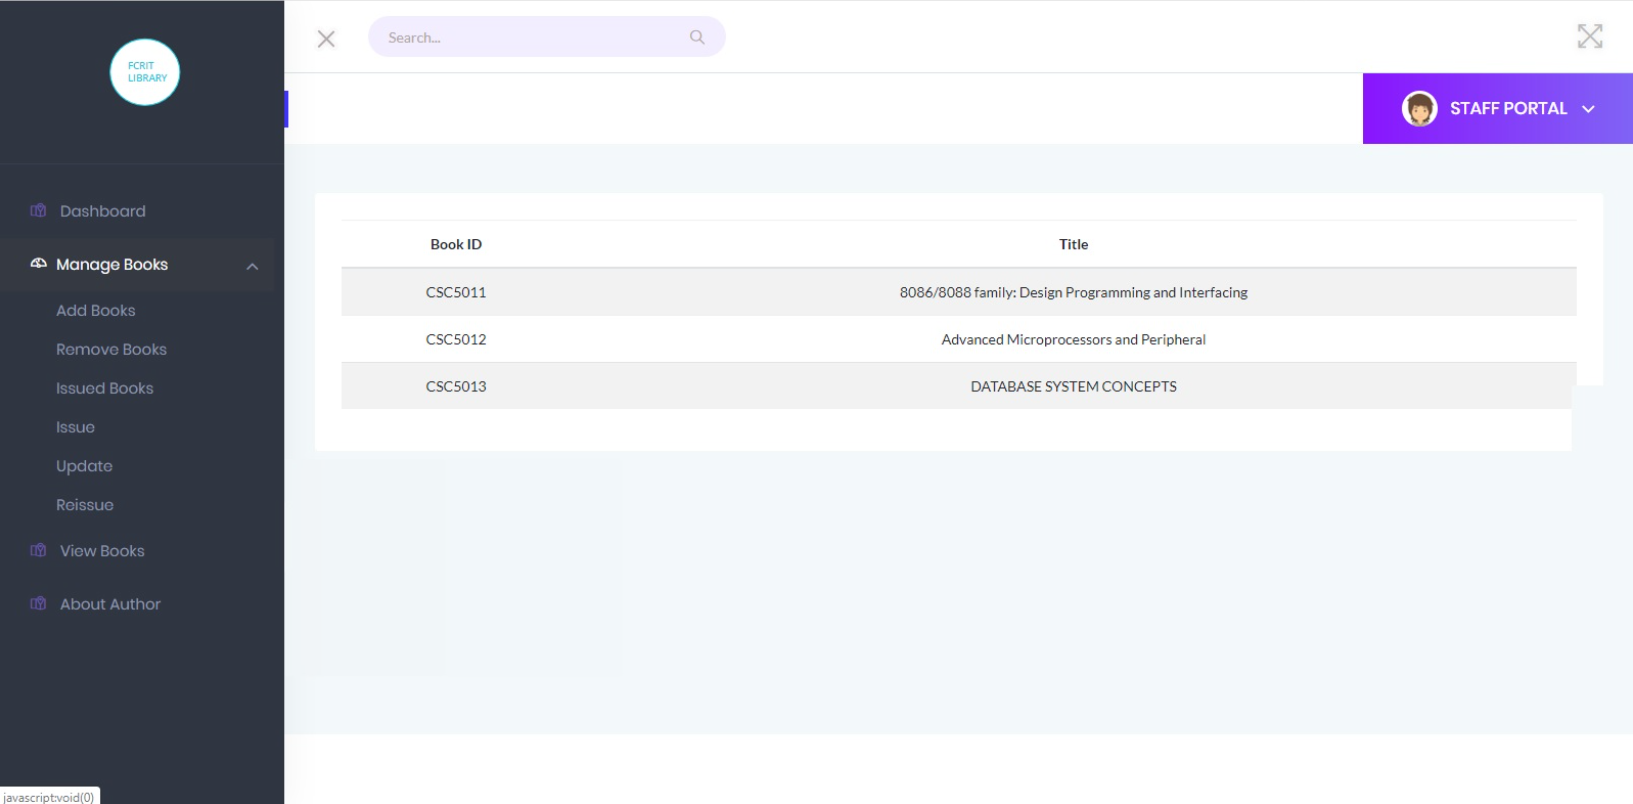 FCRIT
LIBRARY
Search...
STAFF PORTAL
Dashboard
Manage Books
Add Books
Remove Books
Issued Books
Issue
Update
Reissue
View Books
About Author
Book ID Title
CSC5011 8086/8088 family: Design Programming and Interfacing
CSC5012 Advanced Microprocessors and Peripheral
CSC5013 DATABASE SYSTEM CONCEPTS
javascript:void(0)